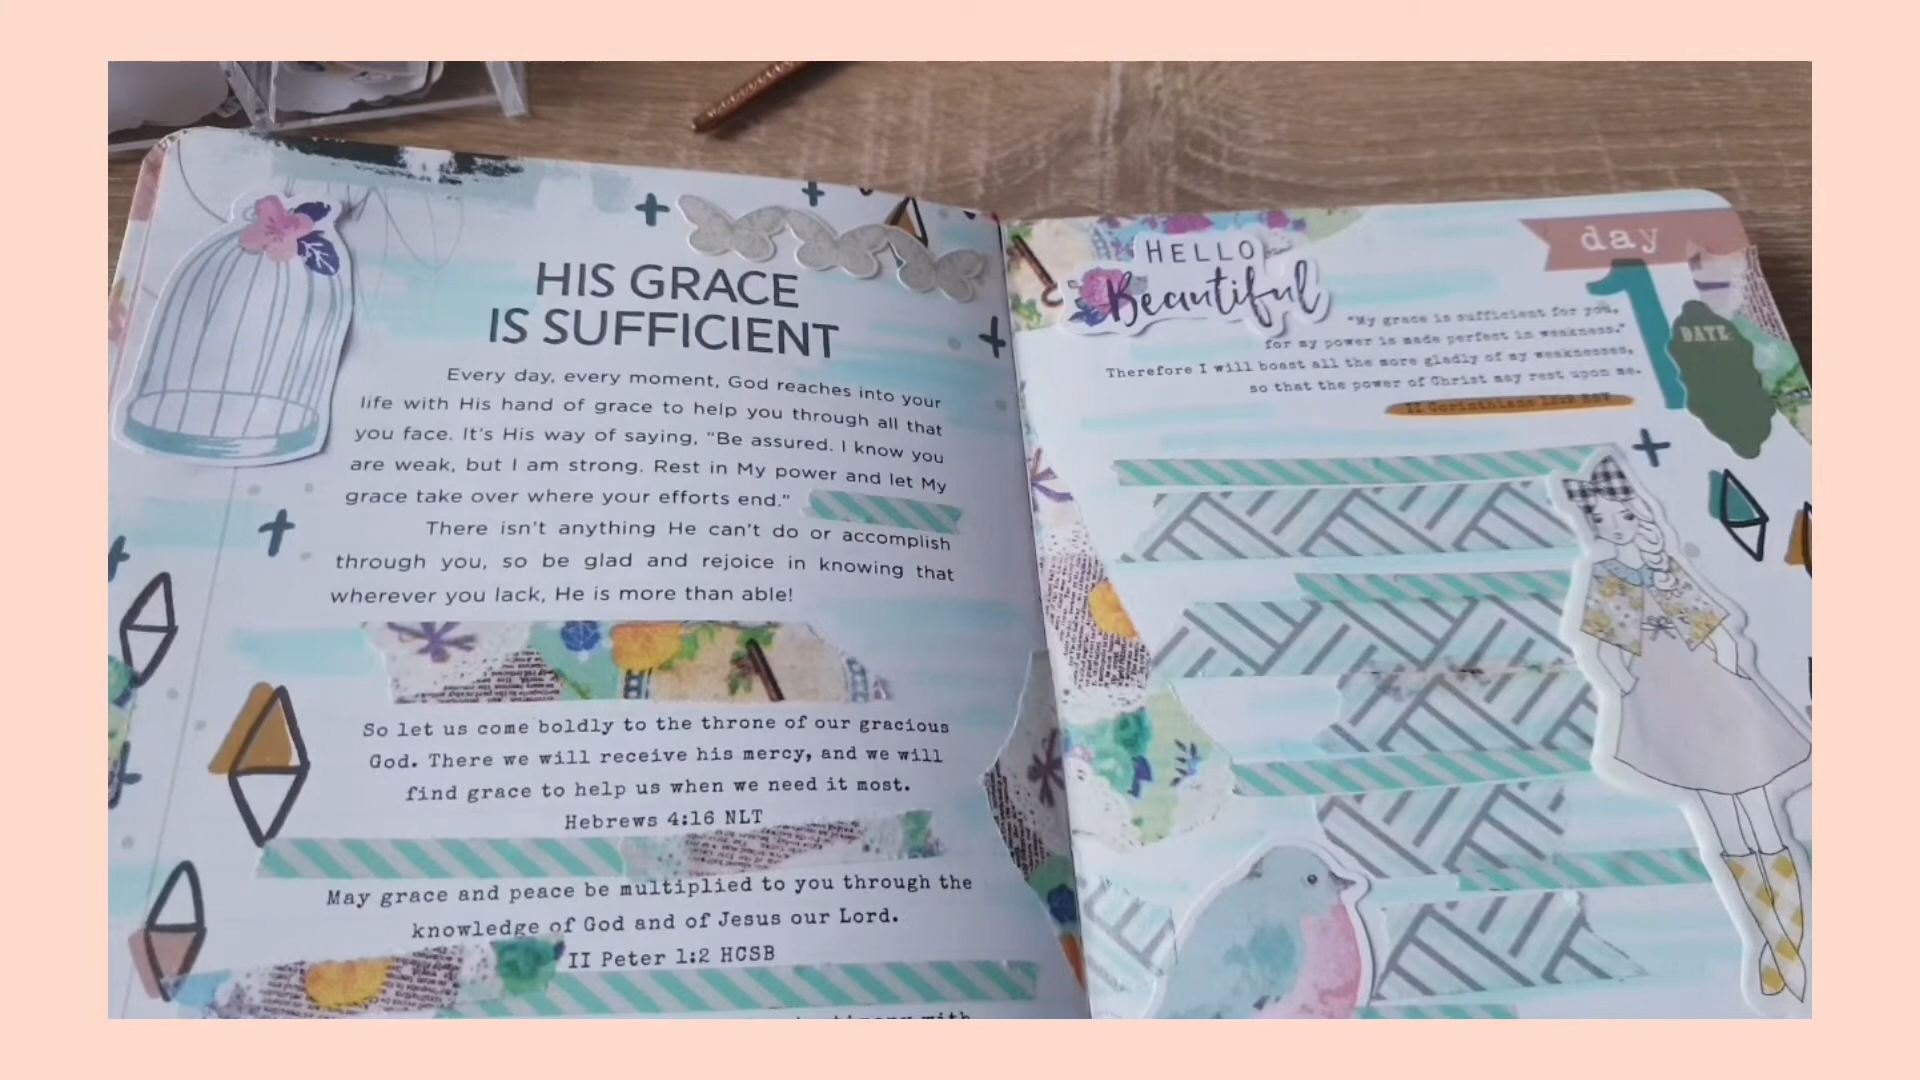 HIS GRACE
IS SUFFICIENT
Every day, every moment, God reaches into your
life with His hand of grace to help you through all that
you face. It's His way of saying, "Be assured. I know you
are weak, but I am strong. Rest in My power and let My
grace take over where your efforts end."
There isn't anything He can't do or accomplish
through you, so be glad and rejoice in knowing that
wherever you lack, He is more than able!
So let us come boldly to the throne of our gracious
God. There we will receive his mercy, and we will
find grace to help us when we need it most.
Hebrews 4:16 NLT
May grace and peace be multiplied to you through the
knowledge of God and of Jesus our Lord.
II Peter 1:2 HCSB
with
HELLO
Beautiful
day
1
DATE:
"My grace is sufficient for you,
for my power is made perfect in weakness."
Therefore I will boast all the more gladly of my weaknesses,
so that the power of Christ may rest upon me.
II Corinthians 12:9